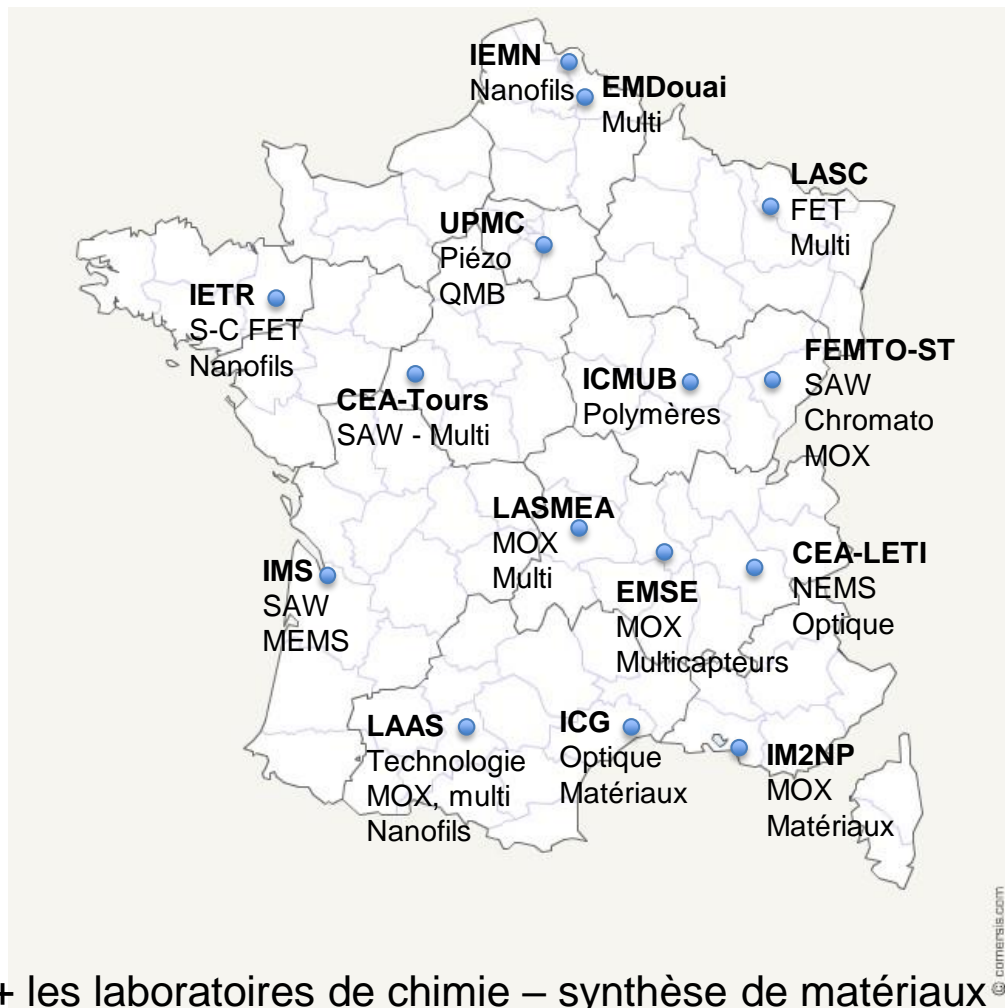 IEMN
Nanofils
EMDouai
Multi
LASC
FET
Multi
UPMC
Piézo
QMB
IETR
S-C FET
Nanofils
FEMTO-ST
SAW
Chromato
MOX
ICMUB
Polymères
CEA-Tours
SAW - Multi
LASMEA
MOX
Multi
CEA-LETI
NEMS
Optique
IMS
SAW
MEMS
EMSE
MOX
Multicapteurs
LAAS
Technologie
MOX, multi
Nanofils
ICG
Optique
Matériaux
IM2NP
MOX
Matériaux
© comersis.com
+ les laboratoires de chimie – synthèse de matériaux